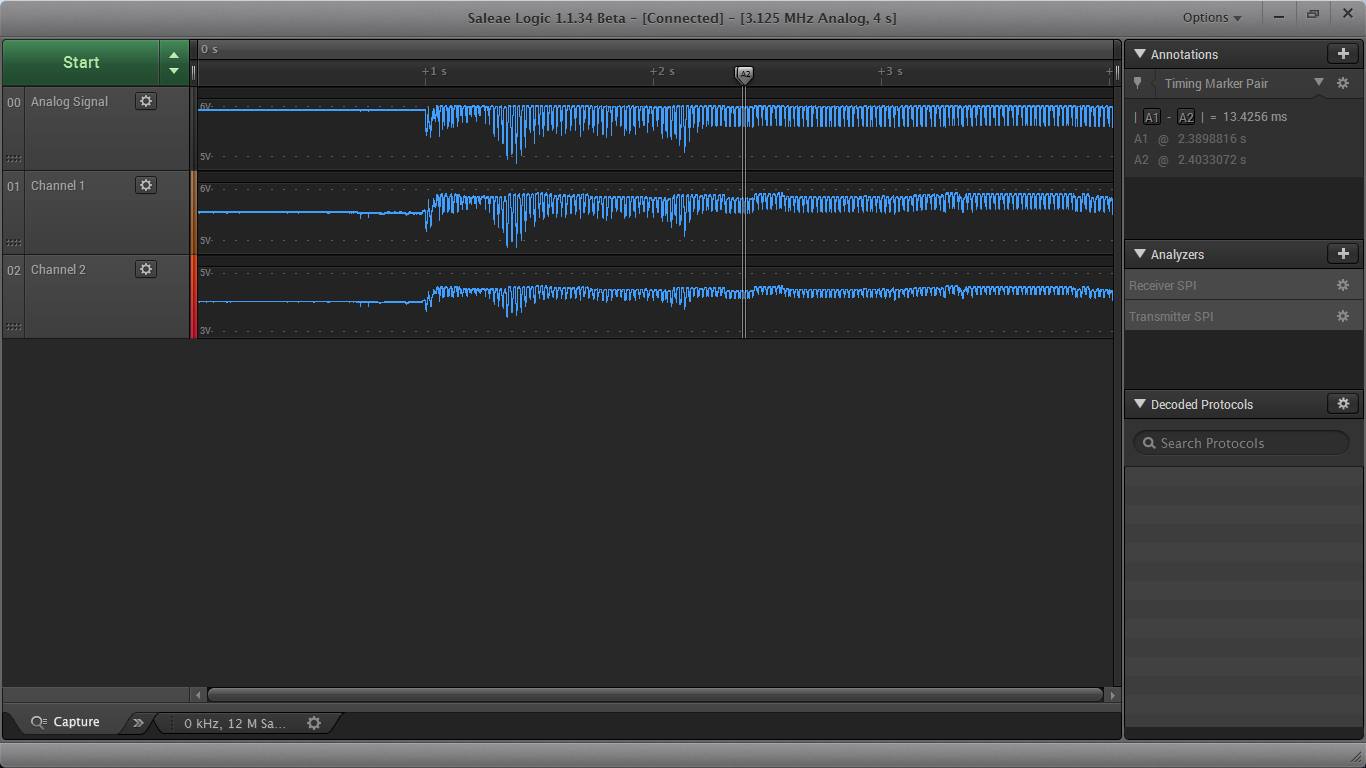 Saleae Logic 1.1.34 Beta - [Connected] - [3.125 MHz Analog, 4 s]
Options
Start
0 s
+1 s
+2 s
A2
+3 s
+
00 Analog Signal
6V
5V
01 Channel 1
6V
5V
02 Channel 2
5V
3V
Annotations
Timing Marker Pair
| A1 - A2 | = 13.4256 ms
A1 @ 2.3898816 s
A2 @ 2.4033072 s
Analyzers
Receiver SPI
Transmitter SPI
Decoded Protocols
Search Protocols
Capture
0 kHz, 12 M Sa...